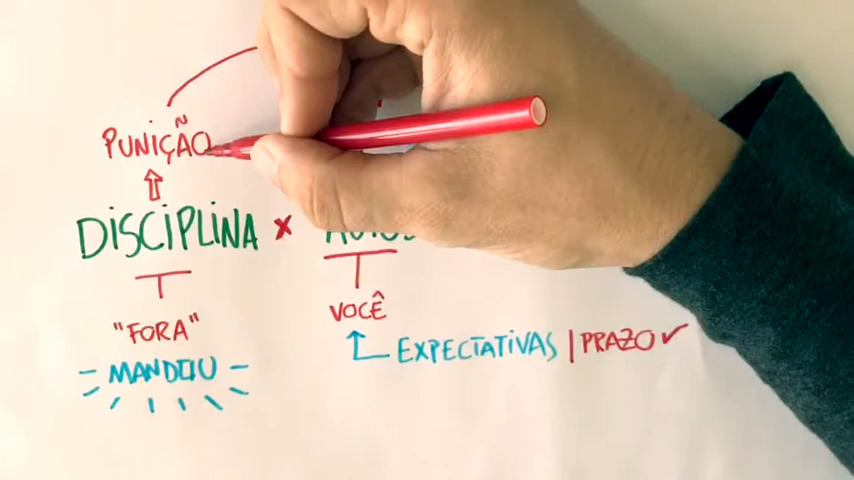 PUNIÇÃO
DISCIPLINA X
VOCÊ
"FORA"
EXPECTATIVAS | PRAZO ✓
MANDOU